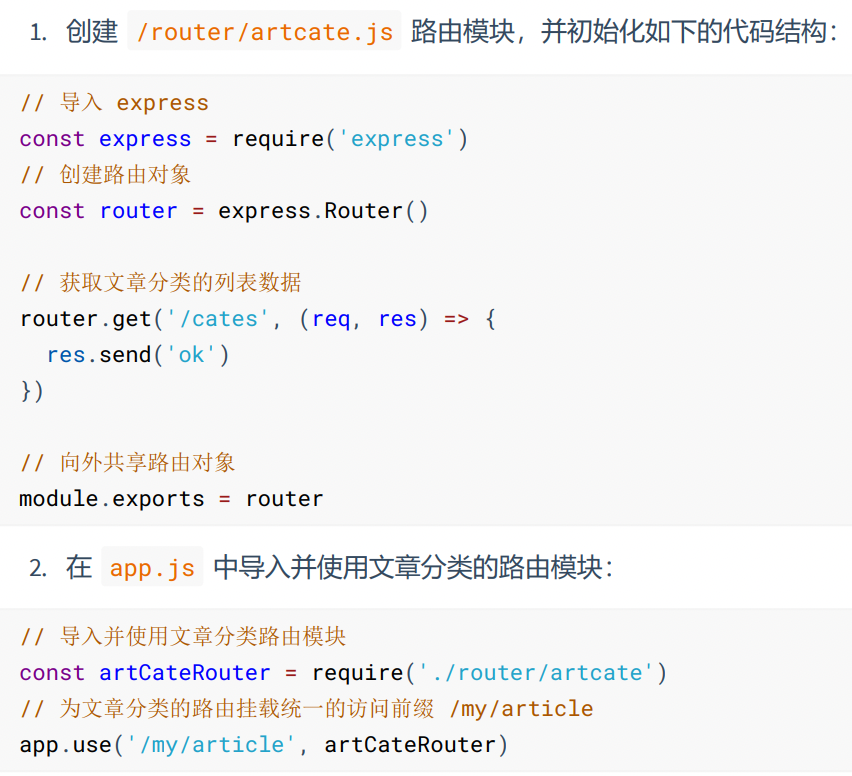 1. 创建 /router/artcate.js 路由模块，并初始化如下的代码结构：
// 导入 express
const express = require('express')
// 创建路由对象
const router = express.Router()
// 获取文章分类的列表数据
router.get('/cates', (req, res) => {
  res.send('ok')
})
// 向外共享路由对象
module.exports = router
2. 在 app.js 中导入并使用文章分类的路由模块：
// 导入并使用文章分类路由模块
const artCateRouter = require('./router/artcate')
// 为文章分类的路由挂载统一的访问前缀 /my/article
app.use('/my/article', artCateRouter)